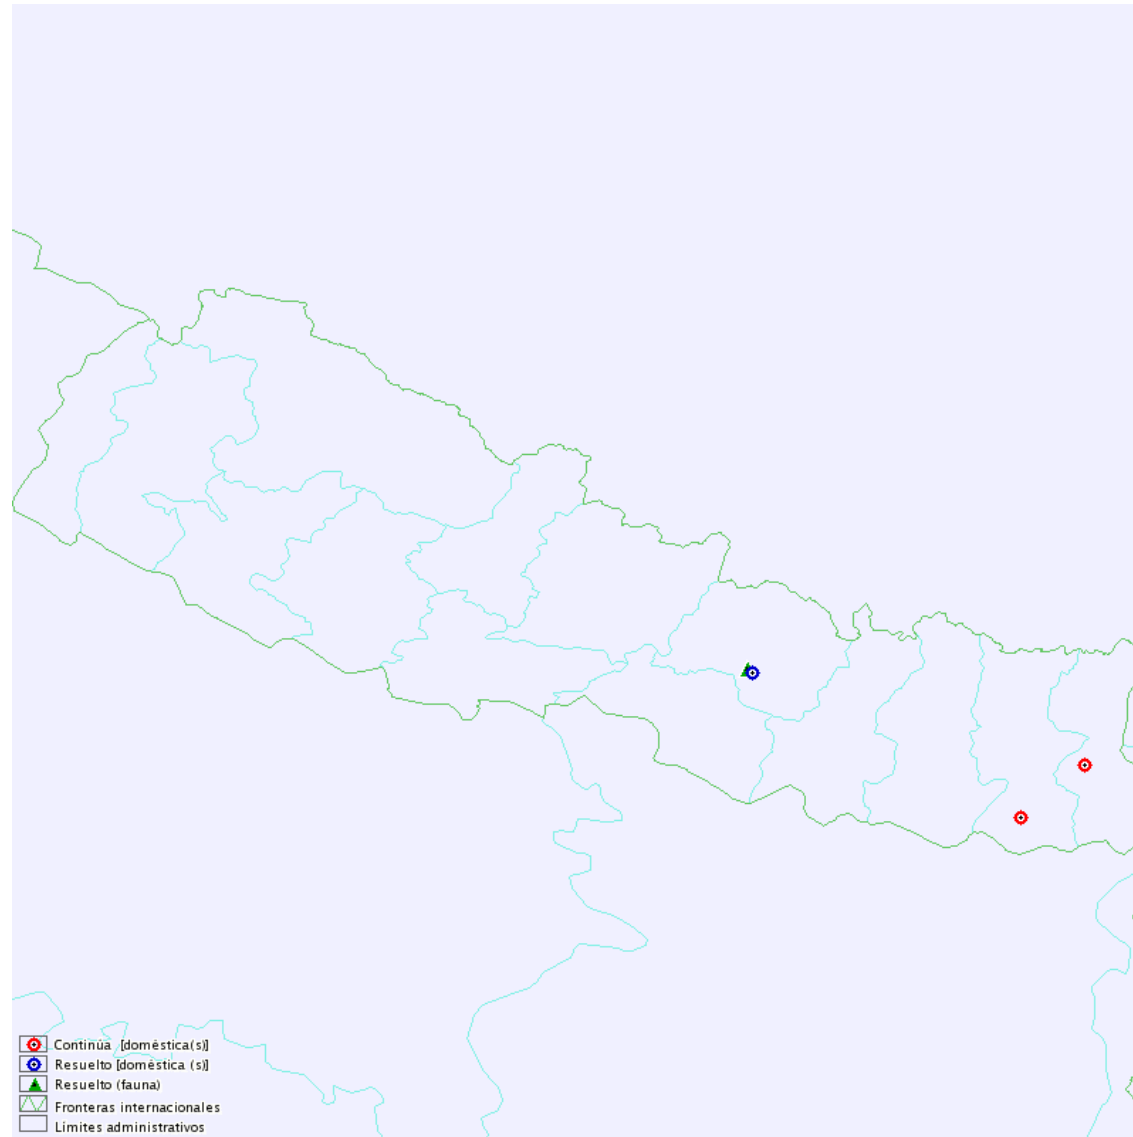 Continúa [doméstica(s)]
Resuelto [doméstica (s)]
Resuelto (fauna)
Fronteras internacionales
Límites administrativos